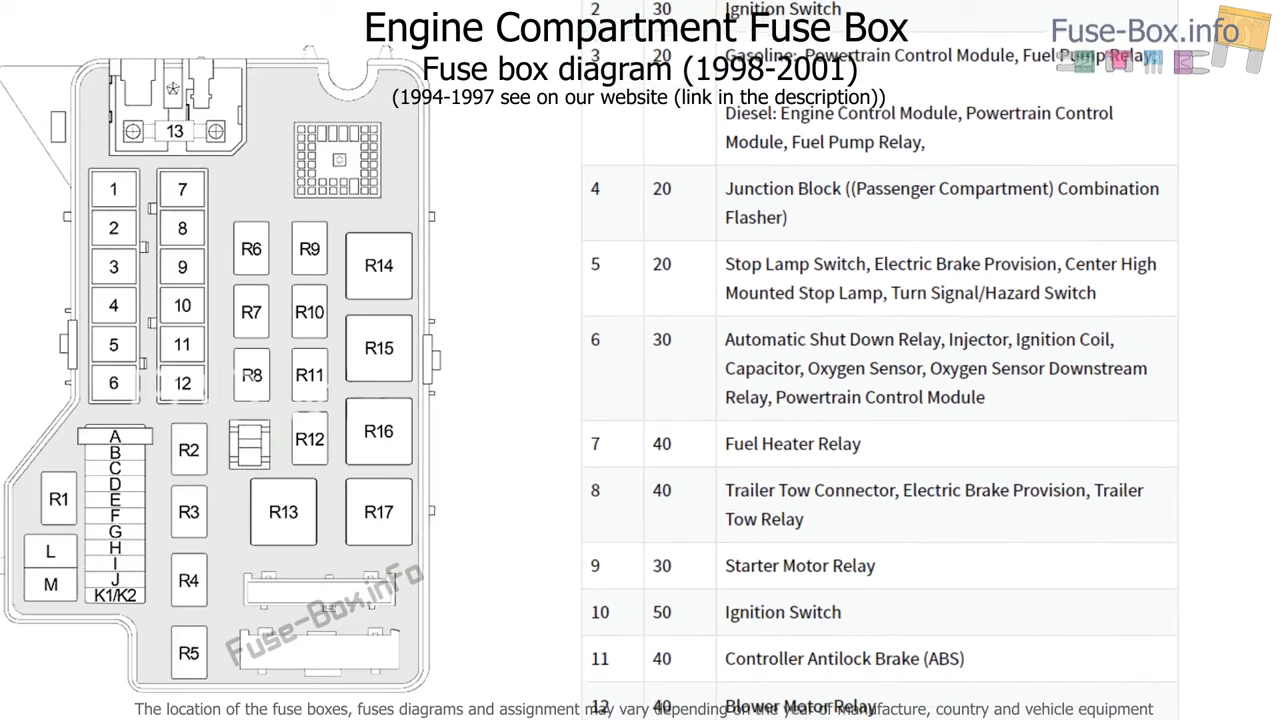 Engine Compartment Fuse Box
Fuse box diagram (1998-2001)
(1994-1997 see on our website (link in the description))
Fuse-Box.info
2 30 Ignition Switch
3 20 Gasoline: Powertrain Control Module, Fuel Pump Relay,
Diesel: Engine Control Module, Powertrain Control
Module, Fuel Pump Relay,
4 20 Junction Block ((Passenger Compartment) Combination
Flasher)
5 20 Stop Lamp Switch, Electric Brake Provision, Center High
Mounted Stop Lamp, Turn Signal/Hazard Switch
6 30 Automatic Shut Down Relay, Injector, Ignition Coil,
Capacitor, Oxygen Sensor, Oxygen Sensor Downstream
Relay, Powertrain Control Module
7 40 Fuel Heater Relay
8 40 Trailer Tow Connector, Electric Brake Provision, Trailer
Tow Relay
9 30 Starter Motor Relay
10 50 Ignition Switch
11 40 Controller Antilock Brake (ABS)
12 40 Blower Motor Relay
13
1 7
2 8
3 9
4 10
5 11
6 12
R6 R9
R14
R7 R10
R15
R8 R11
R16
R12
R2
A
B
C
D
E
F
G
H
I
J
K1/K2
R1
R3
R13
R17
L
M
R4
R5
Fuse-Box.info
The location of the fuse boxes, fuses diagrams and assignment may vary depending on the year of manufacture, country and vehicle equipment